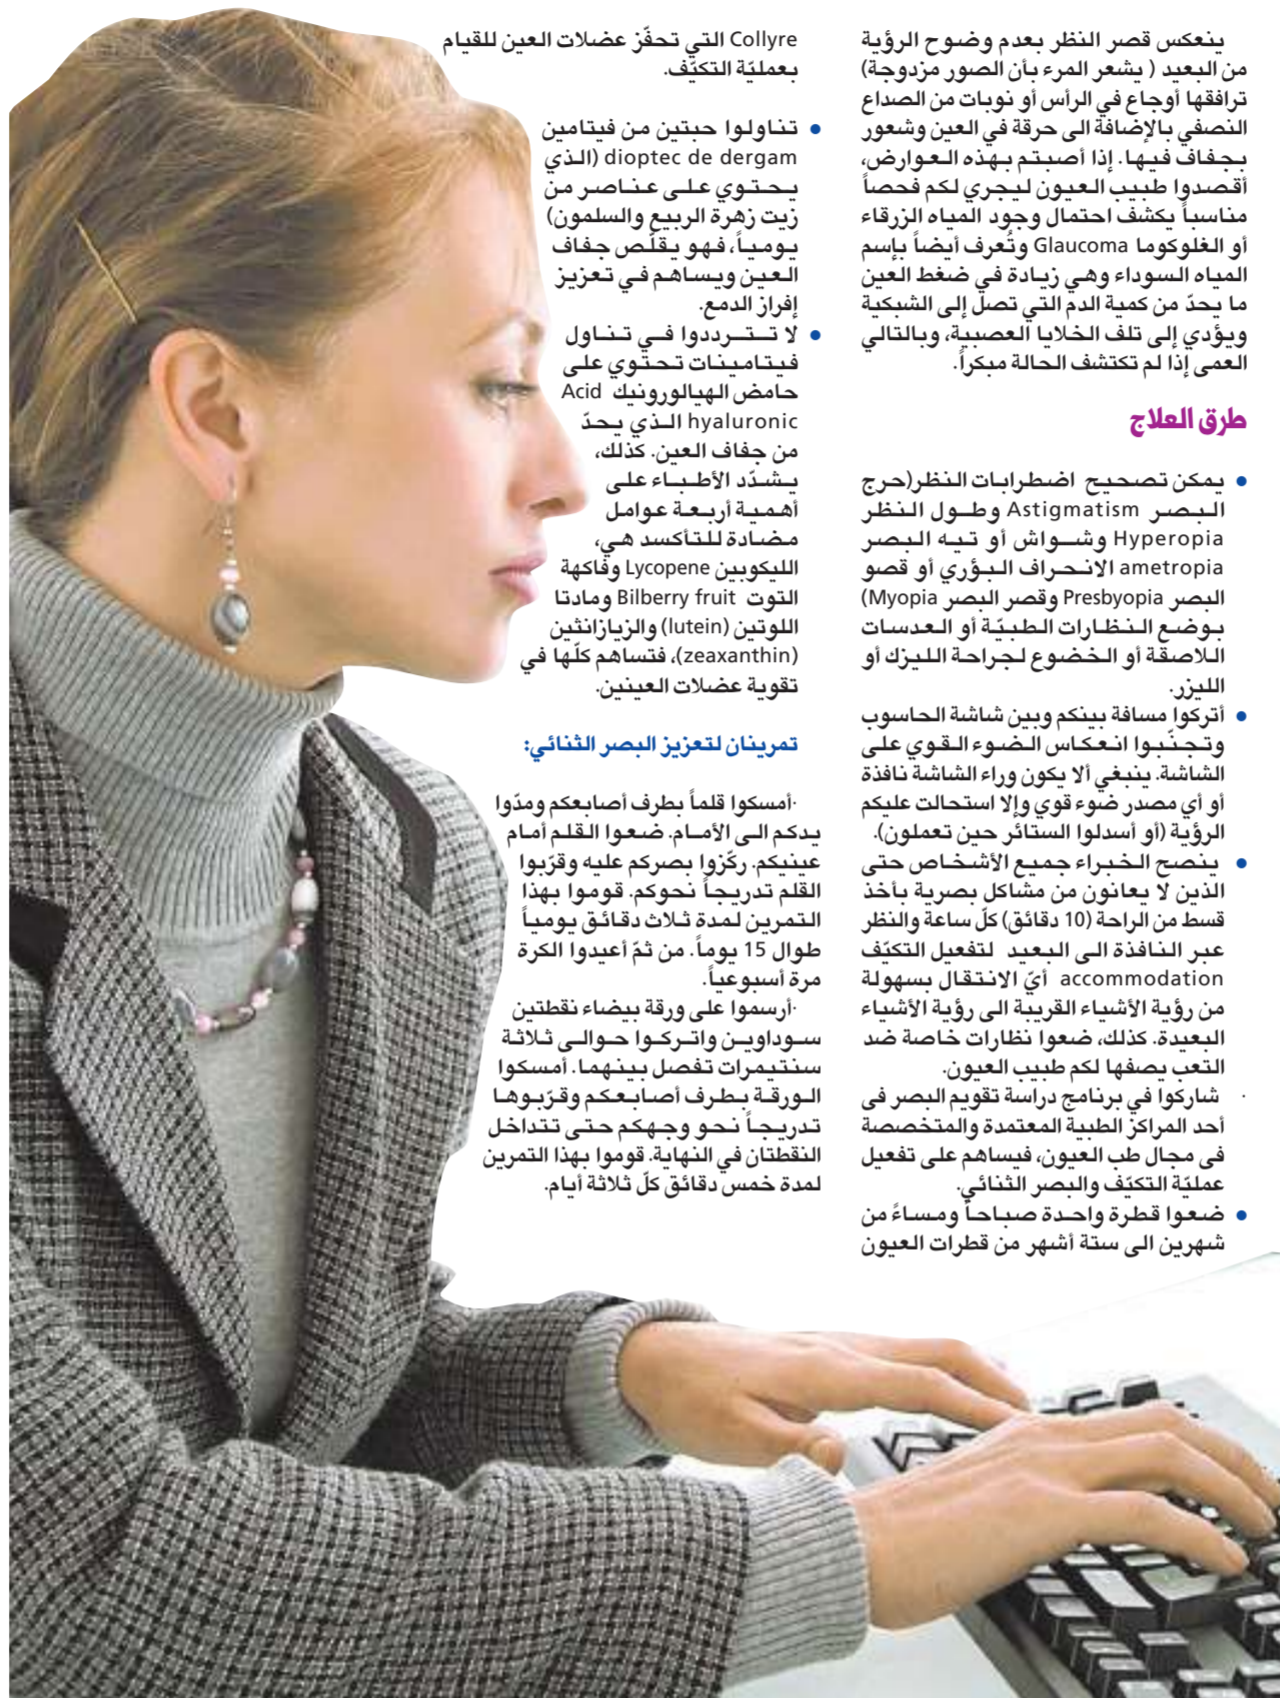 ينعكس قصر النظر بعدم وضوح الرؤية
من البعيد ( يشعر المرء بأن الصور مزدوجة)
ترافقها أوجاع في الرأس أو نوبات من الصداع
النصفي بالإضافة الى حرقة في العين وشعور
بجفاف فيها. إذا أصبتم بهذه العوارض،
أقصدوا طبيب العيون ليجري لكم فحصاً
مناسباً يكشف احتمال وجود المياه الزرقاء
أو الغلوكوما Glaucoma وتُعرف أيضاً بإسم
المياه السوداء وهي زيادة في ضغط العين
ما يحدّ من كمية الدم التي تصل إلى الشبكية
ويؤدي إلى تلف الخلايا العصبية، وبالتالي
العمى إذا لم تكتشف الحالة مبكراً.
طرق العلاج
• يمكن تصحيح اضطرابات النظر(حرج
البصر Astigmatism وطول النظر
Hyperopia وشواش أو تيه البصر
ametropia الانحراف البؤري أو قصو
البصر Presbyopia وقصر البصر Myopia)
بوضع النظارات الطبيّة أو العدسات
اللاصقة أو الخضوع لجراحة الليزك أو
الليزر.
• أتركوا مسافة بينكم وبين شاشة الحاسوب
وتجنّبوا انعكاس الضوء القوي على
الشاشة. ينبغي ألا يكون وراء الشاشة نافذة
أو أي مصدر ضوء قوي وإلا استحالت عليكم
الرؤية (أو أسدلوا الستائر حين تعملون).
• ينصح الخبراء جميع الأشخاص حتى
الذين لا يعانون من مشاكل بصرية بأخذ
قسط من الراحة (10 دقائق) كلّ ساعة والنظر
عبر النافذة الى البعيد لتفعيل التكيّف
accommodation أيّ الانتقال بسهولة
من رؤية الأشياء القريبة الى رؤية الأشياء
البعيدة. كذلك، ضعوا نظارات خاصة ضد
التعب يصفها لكم طبيب العيون.
· شاركوا في برنامج دراسة تقويم البصر فى
أحد المراكز الطبية المعتمدة والمتخصصة
فى مجال طب العيون، فيساهم على تفعيل
عمليّة التكيّف والبصر الثنائي.
• ضعوا قطرة واحدة صباحاً ومساءً من
شهرين الى ستة أشهر من قطرات العيون
Collyre التي تحفّز عضلات العين للقيام
بعمليّة التكيّف.
• تناولوا حبتين من فيتامين
dioptec de dergam (الذي
يحتوي على عناصر من
زيت زهرة الربيع والسلمون)
يومياً، فهو يقلّص جفاف
العين ويساهم في تعزيز
إفراز الدمع.
• لا تترددوا في تناول
فيتامينات تحتوي على
حامض الهيالورونيك Acid
hyaluronic الذي يحدّ
من جفاف العين. كذلك،
يشدّد الأطباء على
أهمية أربعة عوامل
مضادة للتأكسد هي،
الليكوبين Lycopene وفاكهة
التوت Bilberry fruit ومادتا
اللوتين (lutein) والزيازانثين
(zeaxanthin)، فتساهم كلّها في
تقوية عضلات العينين.
تمرينان لتعزيز البصر الثنائي:
·أمسكوا قلماً بطرف أصابعكم ومدّوا
يدكم الى الأمام. ضعوا القلم أمام
عينيكم. ركّزوا بصركم عليه وقرّبوا
القلم تدريجاً نحوكم. قوموا بهذا
التمرين لمدة ثلاث دقائق يومياً
طوال 15 يوماً. من ثمّ أعيدوا الكرة
مرة أسبوعياً.
·أرسموا على ورقة بيضاء نقطتين
سوداوين واتركوا حوالى ثلاثة
سنتيمرات تفصل بينهما. أمسكوا
الورقة بطرف أصابعكم وقرّبوها
تدريجاً نحو وجهكم حتى تتداخل
النقطتان في النهاية. قوموا بهذا التمرين
لمدة خمس دقائق كلّ ثلاثة أيام.